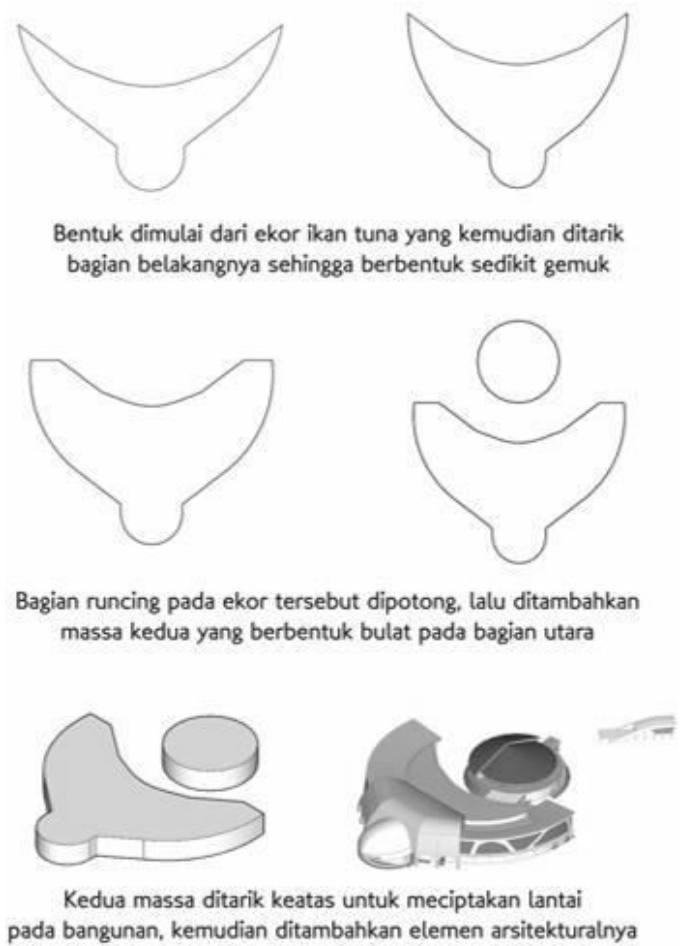 Bentuk dimulai dari ekor ikan tuna yang kemudian ditarik
bagian belakangnya sehingga berbentuk sedikit gemuk
Bagian runcing pada ekor tersebut dipotong, lalu ditambahkan
massa kedua yang berbentuk bulat pada bagian utara
Kedua massa ditarik keatas untuk meciptakan lantai
pada bangunan, kemudian ditambahkan elemen arsitekturalnya